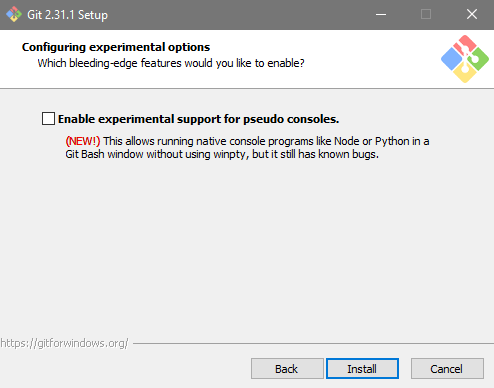 Git 2.31.1 Setup
Configuring experimental options
Which bleeding-edge features would you like to enable?
Enable experimental support for pseudo consoles.
(NEW!) This allows running native console programs like Node or Python in a
Git Bash window without using winpty, but it still has known bugs.
https://gitforwindows.org/
Back Install Cancel